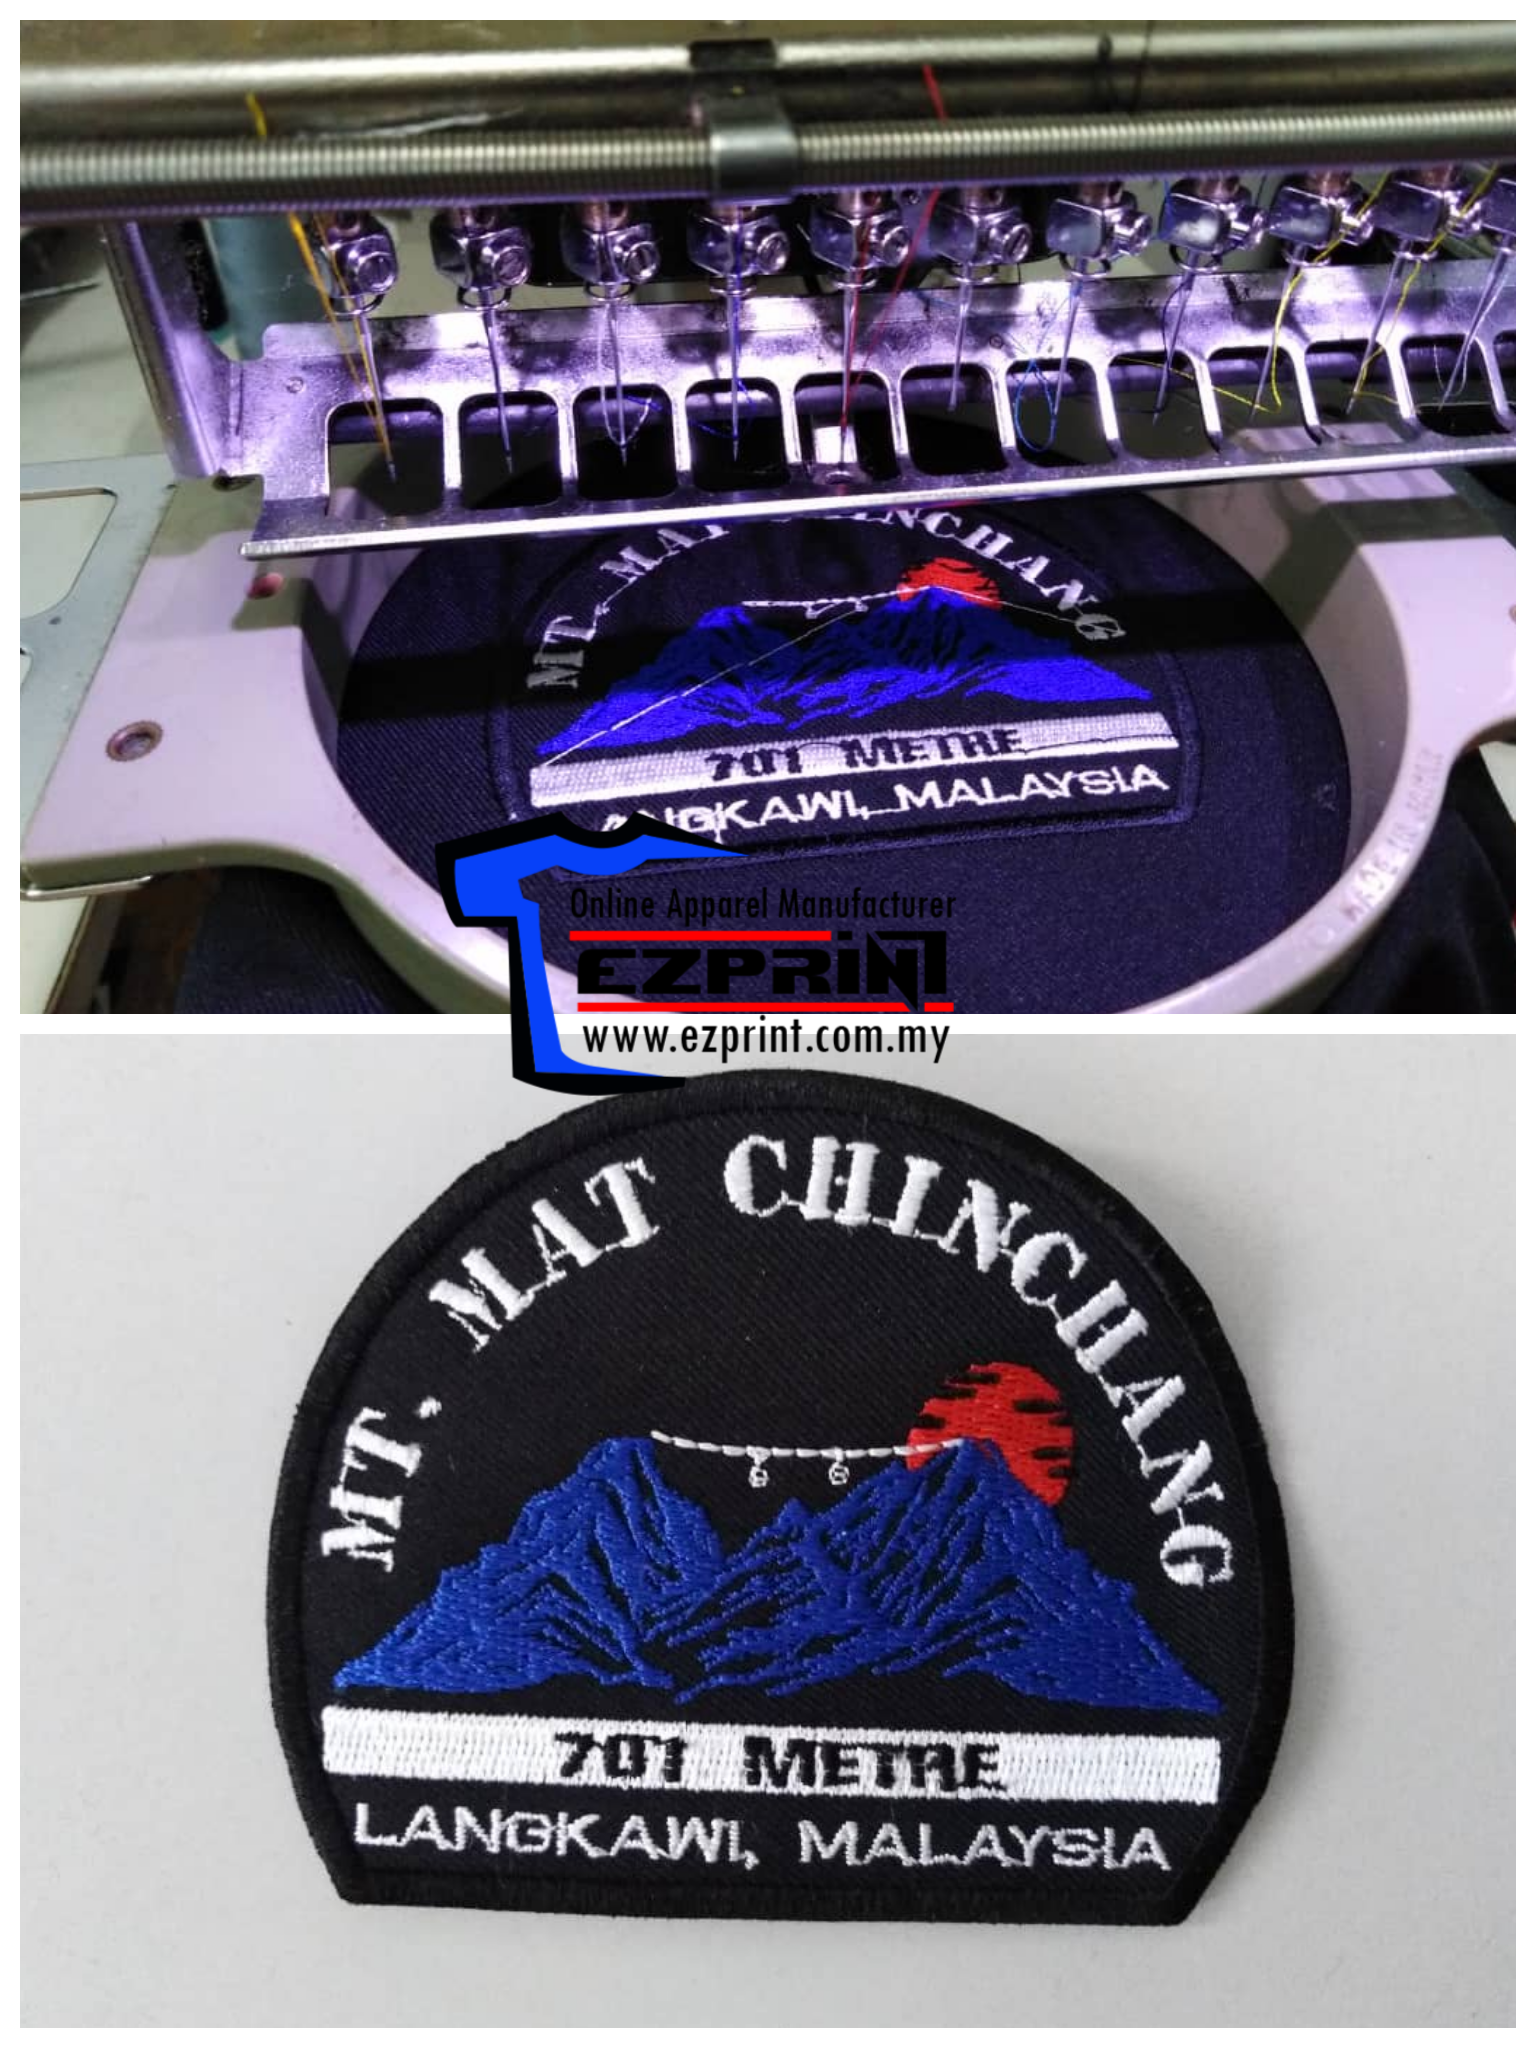 MT. MAT CHINCHANG
701 METRE
ANGKAWI, MALAYSIA
Online Apparel Manufacturer
EZPRINT
www.ezprint.com.my
MT. MAT CHINCHANG
701 METRE
LANGKAWI, MALAYSIA